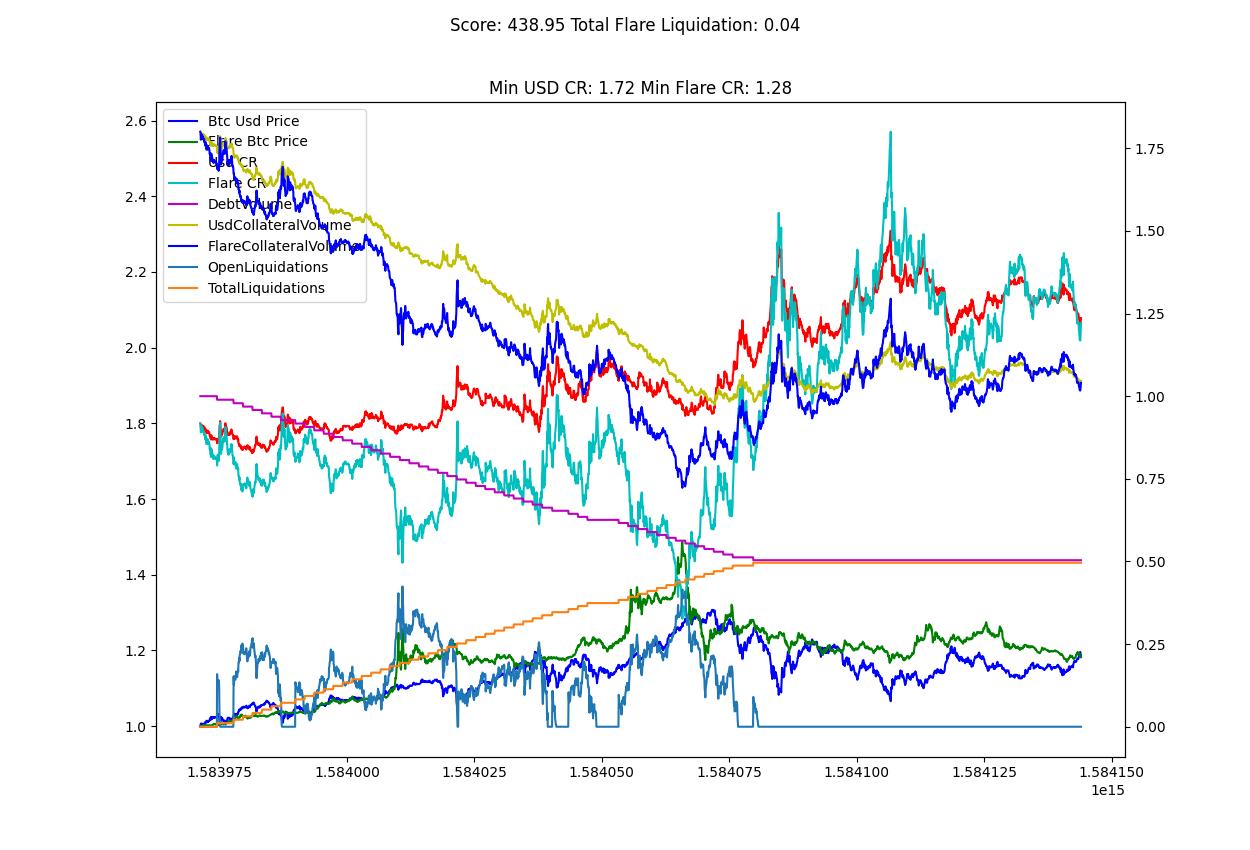 Score: 438.95 Total Flare Liquidation: 0.04
Min USD CR: 1.72 Min Flare CR: 1.28
Btc Usd Price
Flare Btc Price
Usd CR
Flare CR
DebtVolume
UsdCollateralVolume
FlareCollateralVolume
OpenLiquidations
TotalLiquidations
2.6
2.4
2.2
2.0
1.8
1.6
1.4
1.2
1.0
1.75
1.50
1.25
1.00
0.75
0.50
0.25
0.00
1.583975 1.584000 1.584025 1.584050 1.584075 1.584100 1.584125 1.584150
1e15